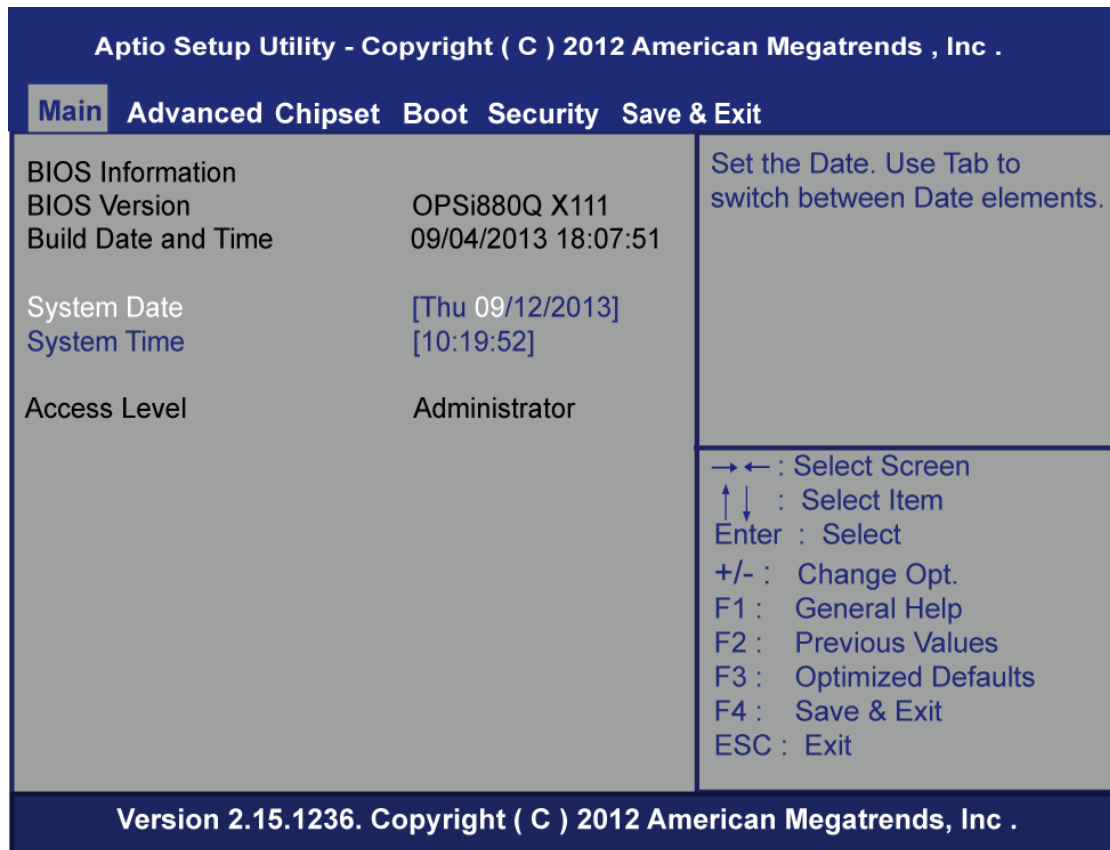 Aptio Setup Utility - Copyright ( C ) 2012 American Megatrends , Inc .
Main Advanced Chipset Boot Security Save & Exit
BIOS Information
BIOS Version OPSi880Q X111
Build Date and Time 09/04/2013 18:07:51
System Date [Thu 09/12/2013]
System Time [10:19:52]
Access Level Administrator
Set the Date. Use Tab to
switch between Date elements.
→ ← : Select Screen
↑ ↓ : Select Item
Enter : Select
+/- : Change Opt.
F1 : General Help
F2 : Previous Values
F3 : Optimized Defaults
F4 : Save & Exit
ESC : Exit
Version 2.15.1236. Copyright ( C ) 2012 American Megatrends, Inc .